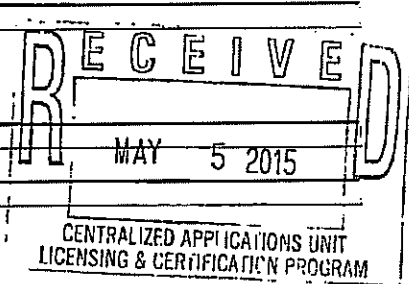 RECEIVED
MAY 5 2015
CENTRALIZED APPLICATIONS UNIT
LICENSING & CERTIFICATION PROGRAM